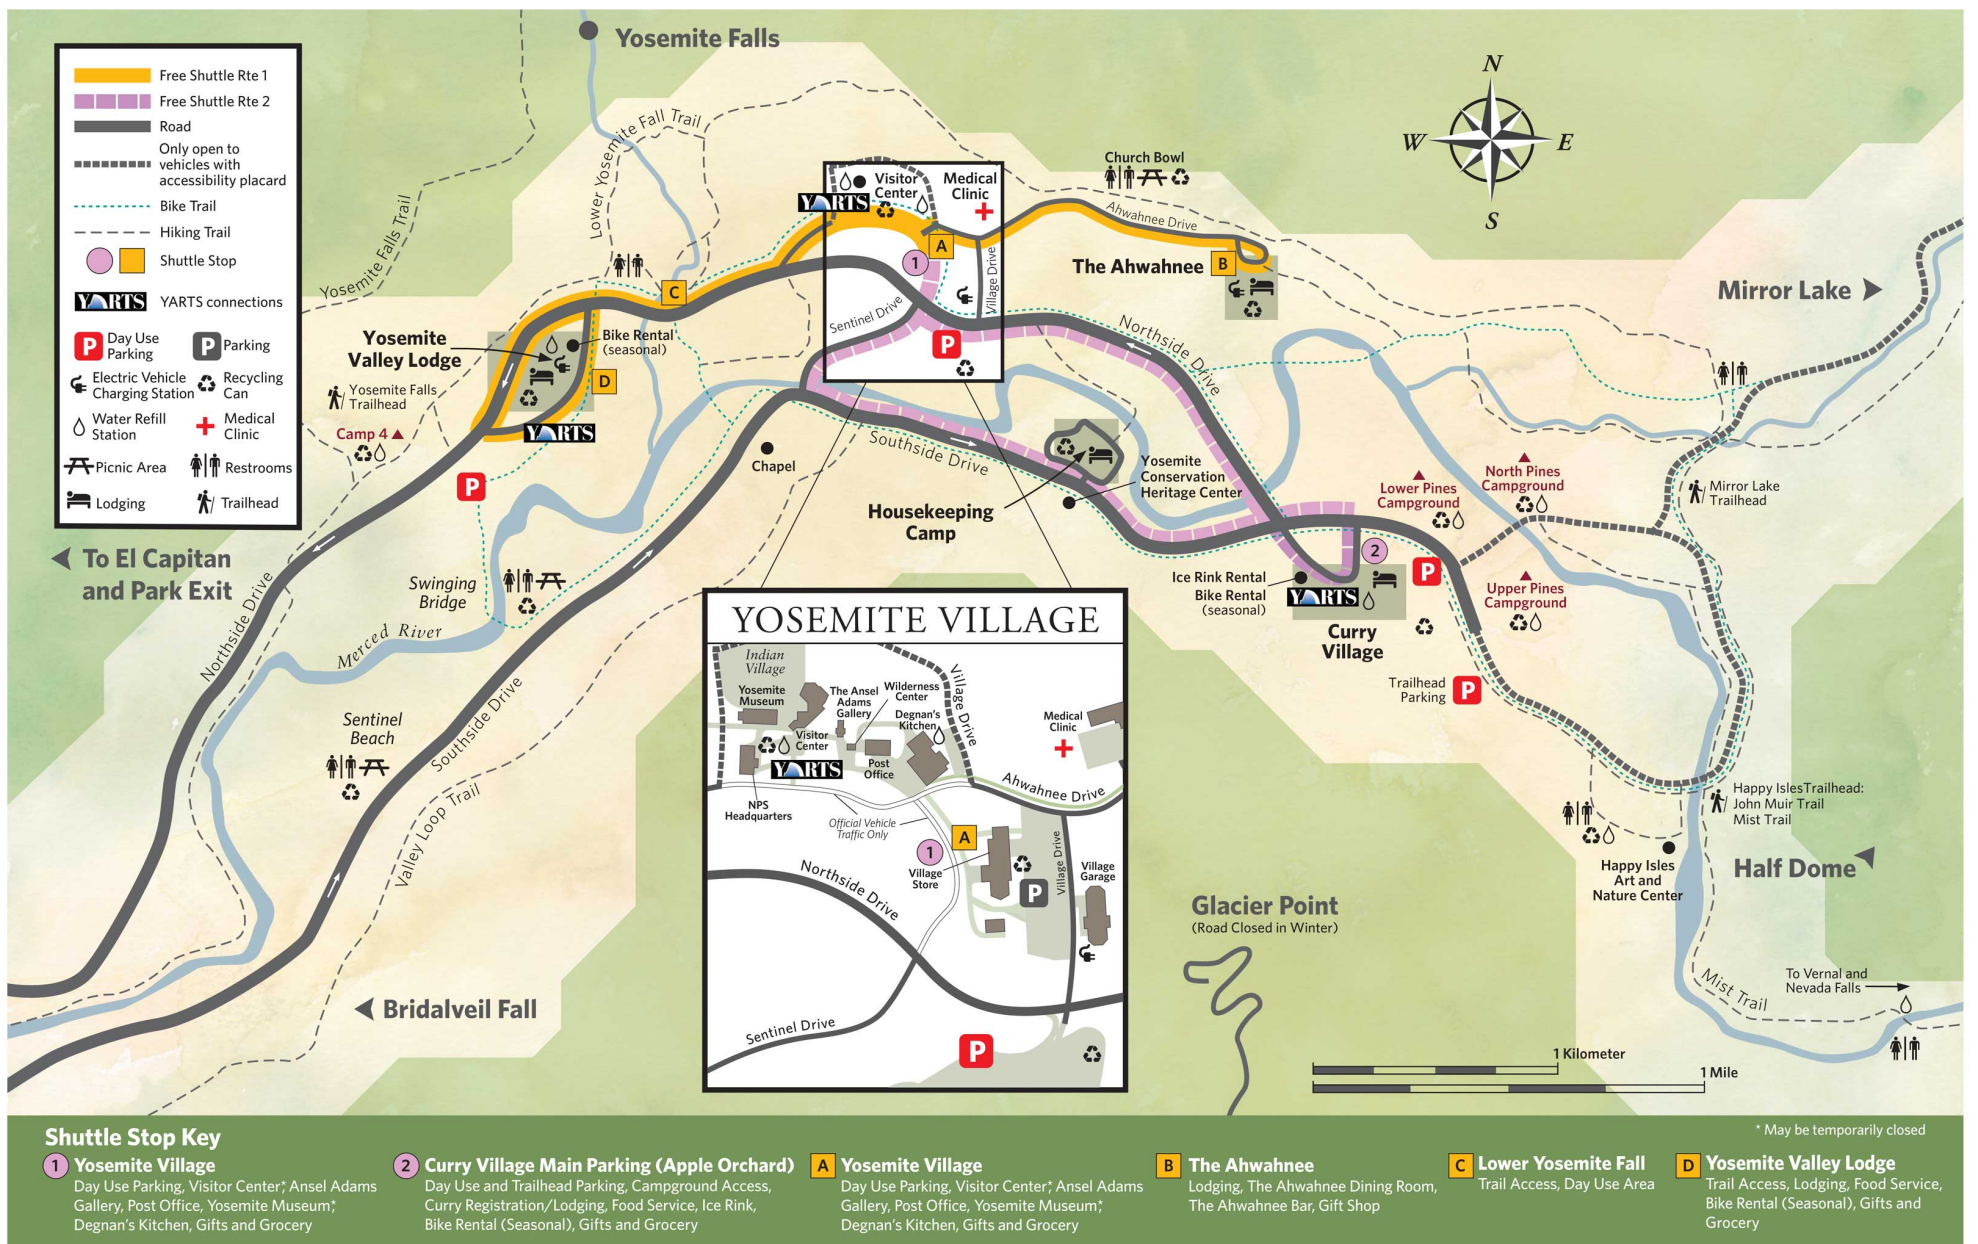 Free Shuttle Rte 1
Free Shuttle Rte 2
Road
Only open to
vehicles with
accessibility placard
Bike Trail
Hiking Trail
Shuttle Stop
YARTS
YARTS connections
P
Day Use
Parking
P
Parking
Electric Vehicle
Charging Station
Recycling
Can
Water Refill
Station
Medical
Clinic
Picnic Area
Restrooms
Lodging
Trailhead
Yosemite Falls
Lower Yosemite Fall Trail
Yosemite Falls Trail
YARTS
Visitor
Center
Medical
Clinic
A
1
Village Drive
Sentinel Drive
P
Church Bowl
Ahwahnee Drive
The Ahwahnee
B
N
W
E
S
Mirror Lake
C
Yosemite
Valley Lodge
Bike Rental
(seasonal)
D
YARTS
Yosemite Falls
Trailhead
Camp 4
P
Chapel
Northside Drive
Southside Drive
Housekeeping
Camp
Yosemite
Conservation
Heritage Center
Lower Pines
Campground
North Pines
Campground
Mirror Lake
Trailhead
To El Capitan
and Park Exit
Swinging
Bridge
Merced River
Northside Drive
Ice Rink Rental
Bike Rental
(seasonal)
YARTS
2
P
Curry
Village
Upper Pines
Campground
Trailhead
Parking
P
Sentinel
Beach
Southside Drive
Valley Loop Trail
Bridalveil Fall
YOSEMITE VILLAGE
Indian
Village
Yosemite
Museum
The Ansel
Adams
Gallery
Wilderness
Center
Degnan's
Kitchen
Village Drive
Medical
Clinic
Visitor
Center
YARTS
Post
Office
NPS
Headquarters
Official Vehicle
Traffic Only
Ahwahnee Drive
A
1
Village
Store
P
Village Drive
Village
Garage
Northside Drive
Sentinel Drive
P
Happy IslesTrailhead:
John Muir Trail
Mist Trail
Happy Isles
Art and
Nature Center
Half Dome
Glacier Point
(Road Closed in Winter)
Mist Trail
To Vernal and
Nevada Falls
1 Kilometer
1 Mile
Shuttle Stop Key
* May be temporarily closed
1 Yosemite Village
Day Use Parking, Visitor Center,* Ansel Adams
Gallery, Post Office, Yosemite Museum,*
Degnan's Kitchen, Gifts and Grocery
2 Curry Village Main Parking (Apple Orchard)
Day Use and Trailhead Parking, Campground Access,
Curry Registration/Lodging, Food Service, Ice Rink,
Bike Rental (Seasonal), Gifts and Grocery
A Yosemite Village
Day Use Parking, Visitor Center,* Ansel Adams
Gallery, Post Office, Yosemite Museum,*
Degnan's Kitchen, Gifts and Grocery
B The Ahwahnee
Lodging, The Ahwahnee Dining Room,
The Ahwahnee Bar, Gift Shop
C Lower Yosemite Fall
Trail Access, Day Use Area
D Yosemite Valley Lodge
Trail Access, Lodging, Food Service,
Bike Rental (Seasonal), Gifts and
Grocery